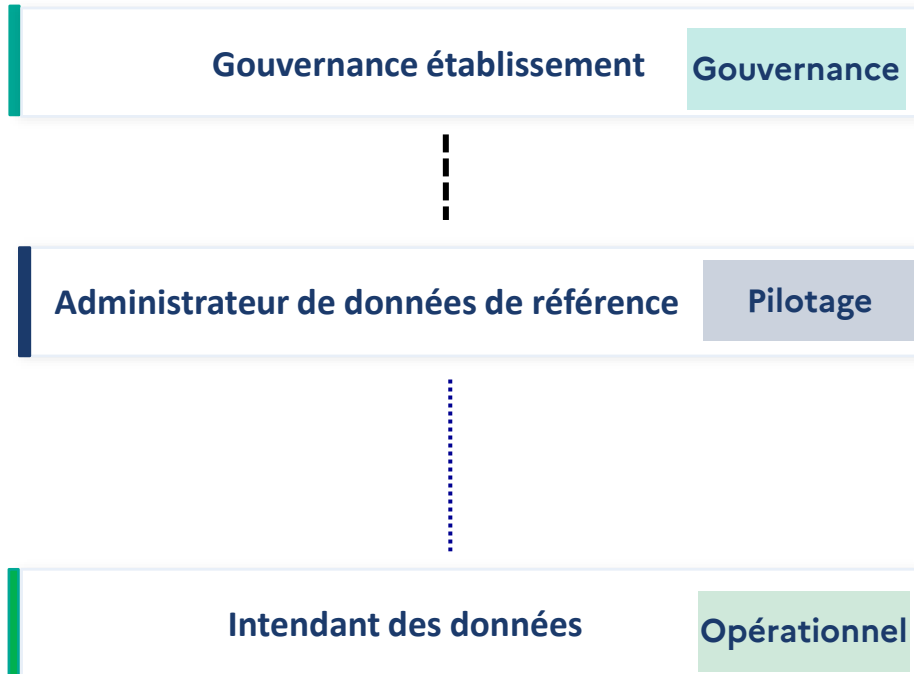 Gouvernance établissement
Gouvernance
Administrateur de données de référence
Pilotage
Intendant des données
Opérationnel